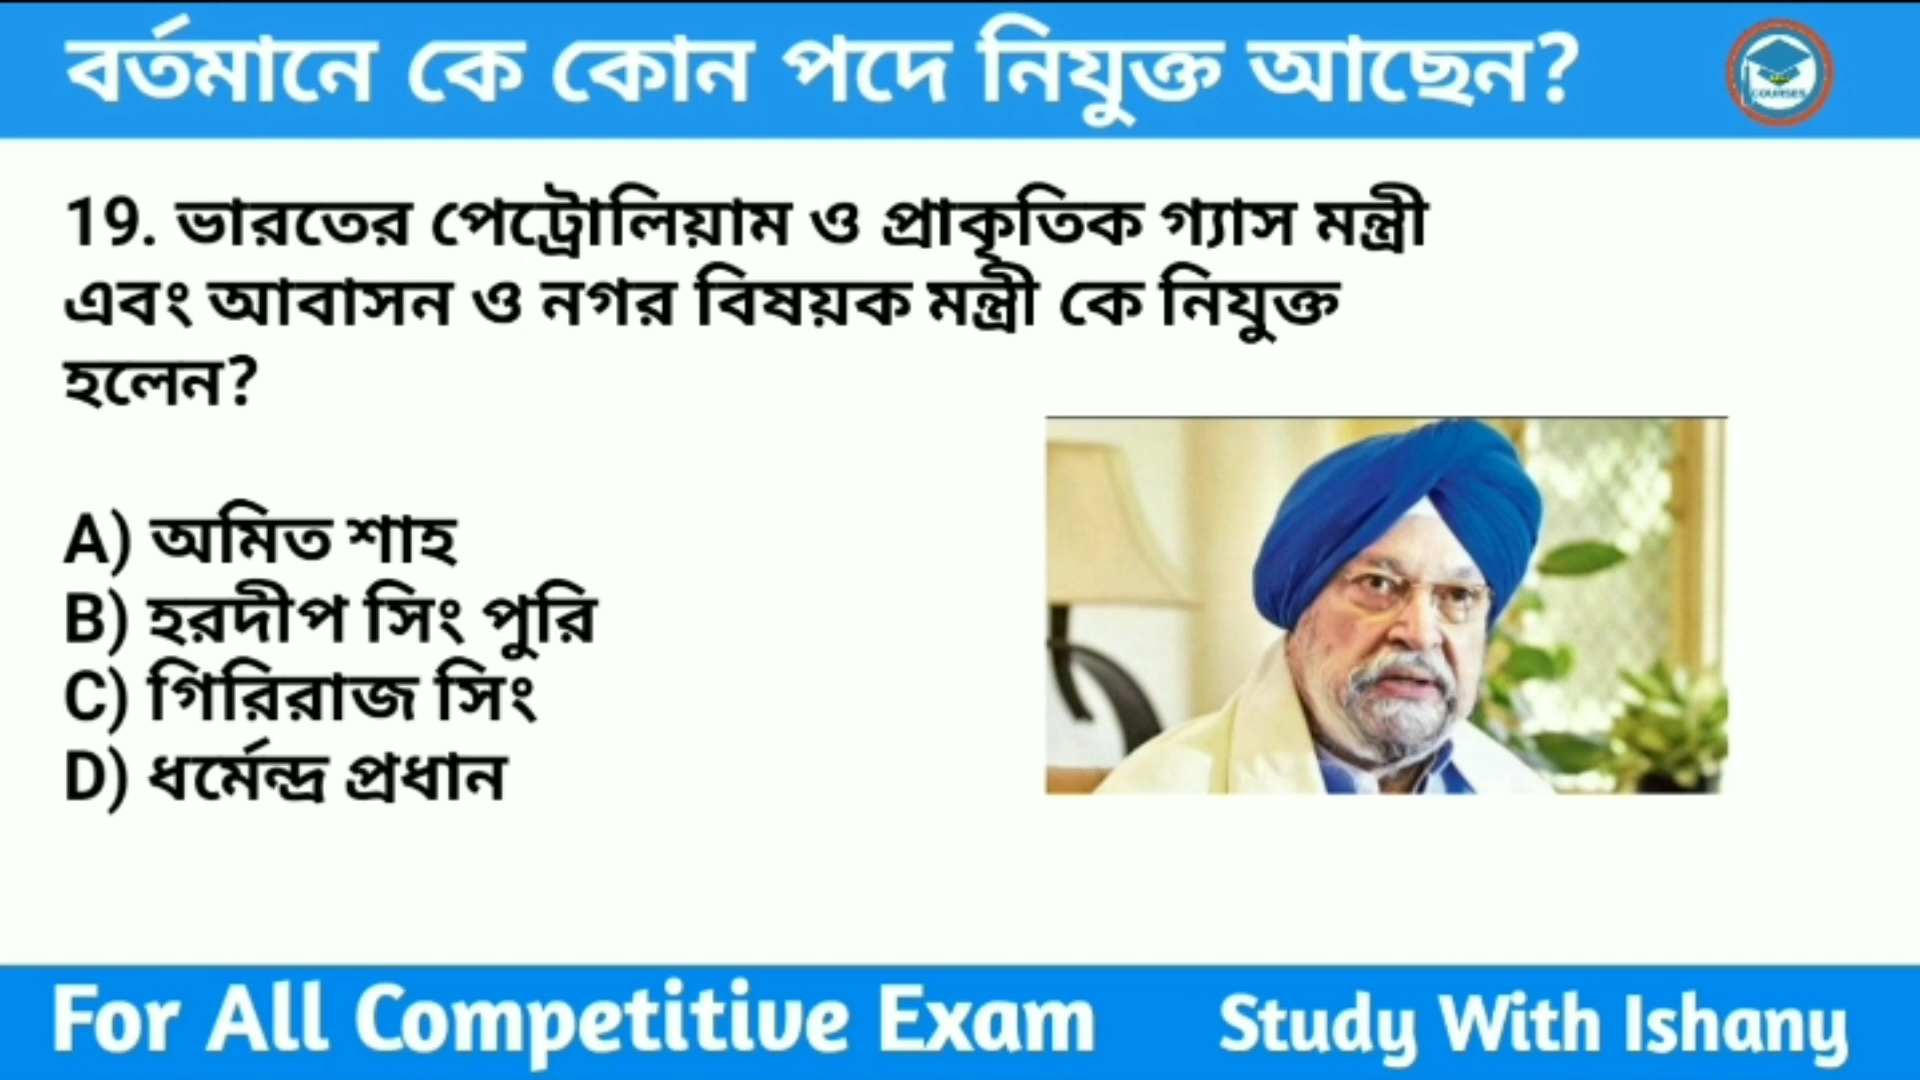 বর্তমানে কে কোন পদে নিযুক্ত আছেন?
COURSES
19. ভারতের পেট্রোলিয়াম ও প্রাকৃতিক গ্যাস মন্ত্রী
এবং আবাসন ও নগর বিষয়ক মন্ত্রী কে নিযুক্ত
হলেন?
A) অমিত শাহ
B) হরদীপ সিং পুরি
C) গিরিরাজ সিং
D) ধর্মেন্দ্র প্রধান
For All Competitive Exam
Study With Ishany